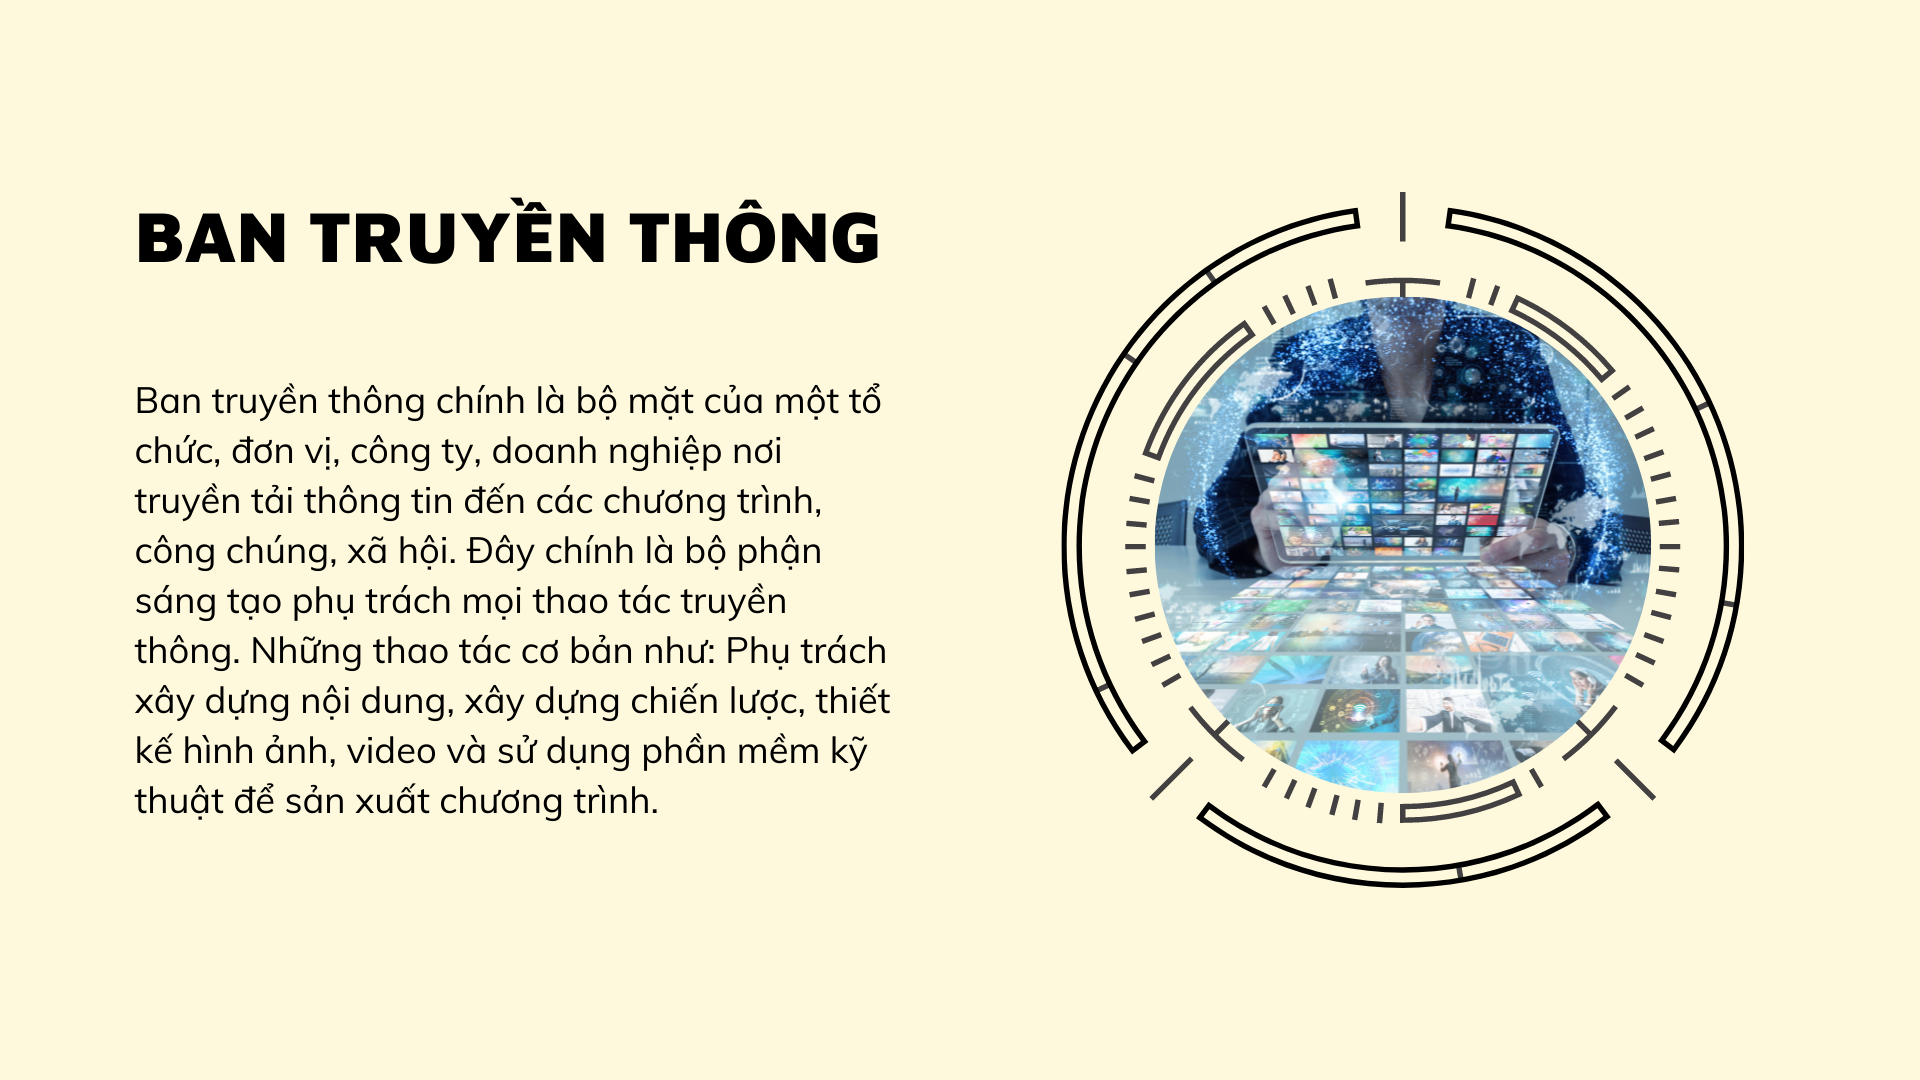 BAN TRUYỀN THÔNG
Ban truyền thông chính là bộ mặt của một tổ
chức, đơn vị, công ty, doanh nghiệp nơi
truyền tải thông tin đến các chương trình,
công chúng, xã hội. Đây chính là bộ phận
sáng tạo phụ trách mọi thao tác truyền
thông. Những thao tác cơ bản như: Phụ trách
xây dựng nội dung, xây dựng chiến lược, thiết
kế hình ảnh, video và sử dụng phần mềm kỹ
thuật để sản xuất chương trình.